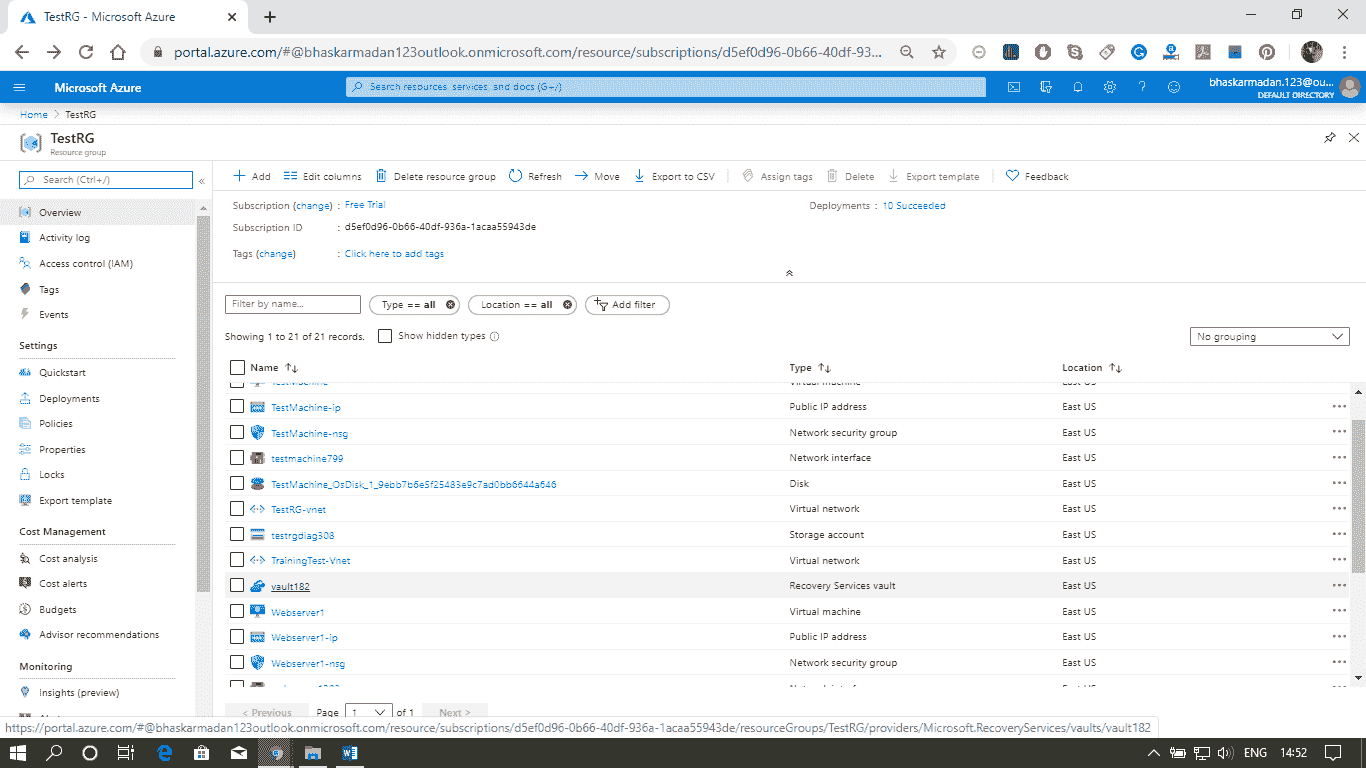 TestRG - Microsoft Azure
portal.azure.com/#@bhaskarmadan123outlook.onmicrosoft.com/resource/subscriptions/d5ef0d96-0b66-40df-93...
Microsoft Azure
Search resources, services, and docs (G+/)
bhaskarmadan.123@ou...
DEFAULT DIRECTORY
Home > TestRG
TestRG
Resource group
Search (Ctrl+/)
«
Add
Edit columns
Delete resource group
Refresh
Move
Export to CSV
Assign tags
Delete
Export template
Feedback
Overview
Activity log
Access control (IAM)
Tags
Events
Settings
Quickstart
Deployments
Policies
Properties
Locks
Export template
Cost Management
Cost analysis
Cost alerts
Budgets
Advisor recommendations
Monitoring
Insights (preview)
Subscription (change) : Free Trial
Deployments : 10 Succeeded
Subscription ID : d5ef0d96-0b66-40df-936a-1acaa55943de
Tags (change) : Click here to add tags
Filter by name...
Type == all
Location == all
Add filter
Showing 1 to 21 of 21 records.
Show hidden types
No grouping
Name Type Location
TestMachine Virtual machine East US
TestMachine-ip Public IP address East US
TestMachine-nsg Network security group East US
testmachine799 Network interface East US
TestMachine_OsDisk_1_9ebb7b6e5f25483e9c7ad0bb6644a646 Disk East US
TestRG-vnet Virtual network East US
testrgdiag308 Storage account East US
TrainingTest-Vnet Virtual network East US
vault182 Recovery Services vault East US
Webserver1 Virtual machine East US
Webserver1-ip Public IP address East US
Webserver1-nsg Network security group East US
< Previous Page 1 of 1 Next >
https://portal.azure.com/#@bhaskarmadan123outlook.onmicrosoft.com/resource/subscriptions/d5ef0d96-0b66-40df-936a-1acaa55943de/resourceGroups/TestRG/providers/Microsoft.RecoveryServices/vaults/vault182
ENG 14:52